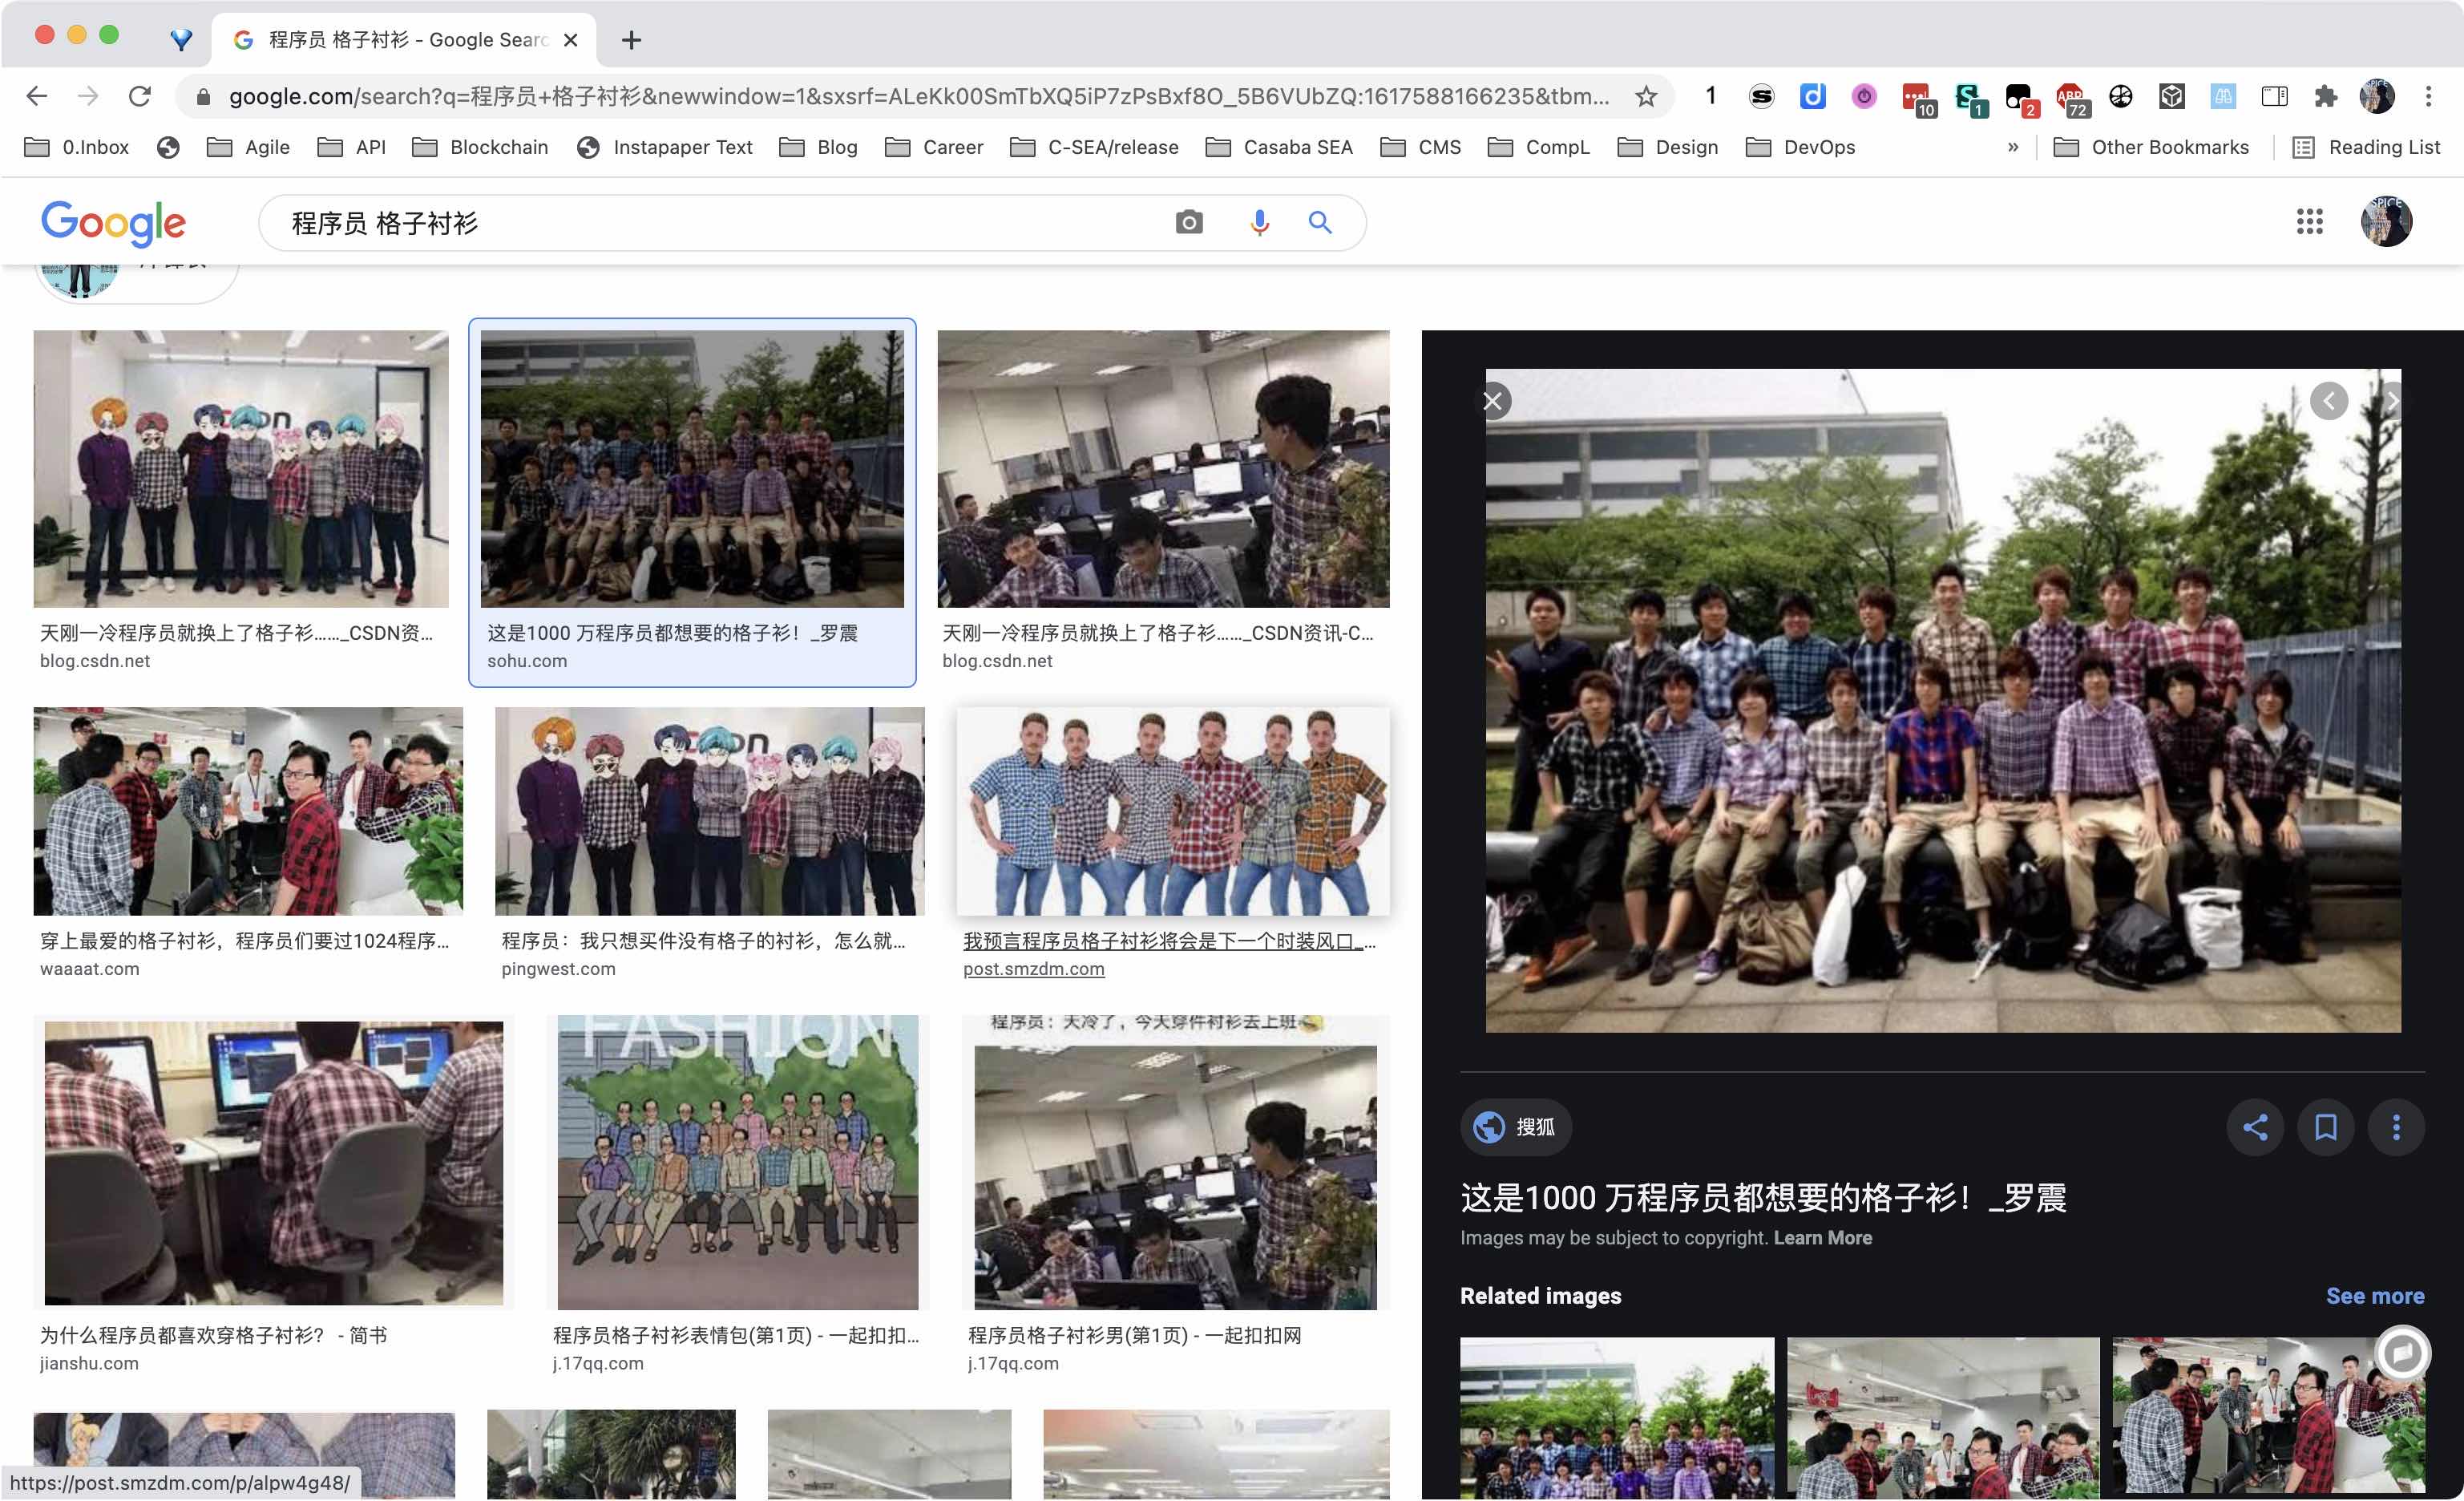 程序员 格子衬衫 - Google Searc
google.com/search?q=程序员+格子衬衫&newwindow=1&sxsrf=ALeKk00SmTbXQ5iP7zPsBxf8O_5B6VUbZQ:1617588166235&tbm...
1
10
1
2
ABP
72
0.Inbox
Agile
API
Blockchain
Instapaper Text
Blog
Career
C-SEA/release
Casaba SEA
CMS
CompL
Design
DevOps
»
Other Bookmarks
Reading List
Google
程序员 格子衬衫
SPICE
天刚一冷程序员就换上了格子衫......_CSDN资...
blog.csdn.net
这是1000 万程序员都想要的格子衫！_罗震
sohu.com
天刚一冷程序员就换上了格子衫......_CSDN资讯-C...
blog.csdn.net
穿上最爱的格子衬衫，程序员们要过1024程序...
waaaat.com
程序员：我只想买件没有格子的衬衫，怎么就...
pingwest.com
我预言程序员格子衬衫将会是下一个时装风口_...
post.smzdm.com
FASHION
程序员：天冷了，今天穿件衬衫去上班
为什么程序员都喜欢穿格子衬衫？ - 简书
jianshu.com
程序员格子衬衫表情包(第1页) - 一起扣扣...
j.17qq.com
程序员格子衬衫男(第1页) - 一起扣扣网
j.17qq.com
搜狐
这是1000 万程序员都想要的格子衫！_罗震
Images may be subject to copyright. Learn More
Related images
See more
https://post.smzdm.com/p/alpw4g48/